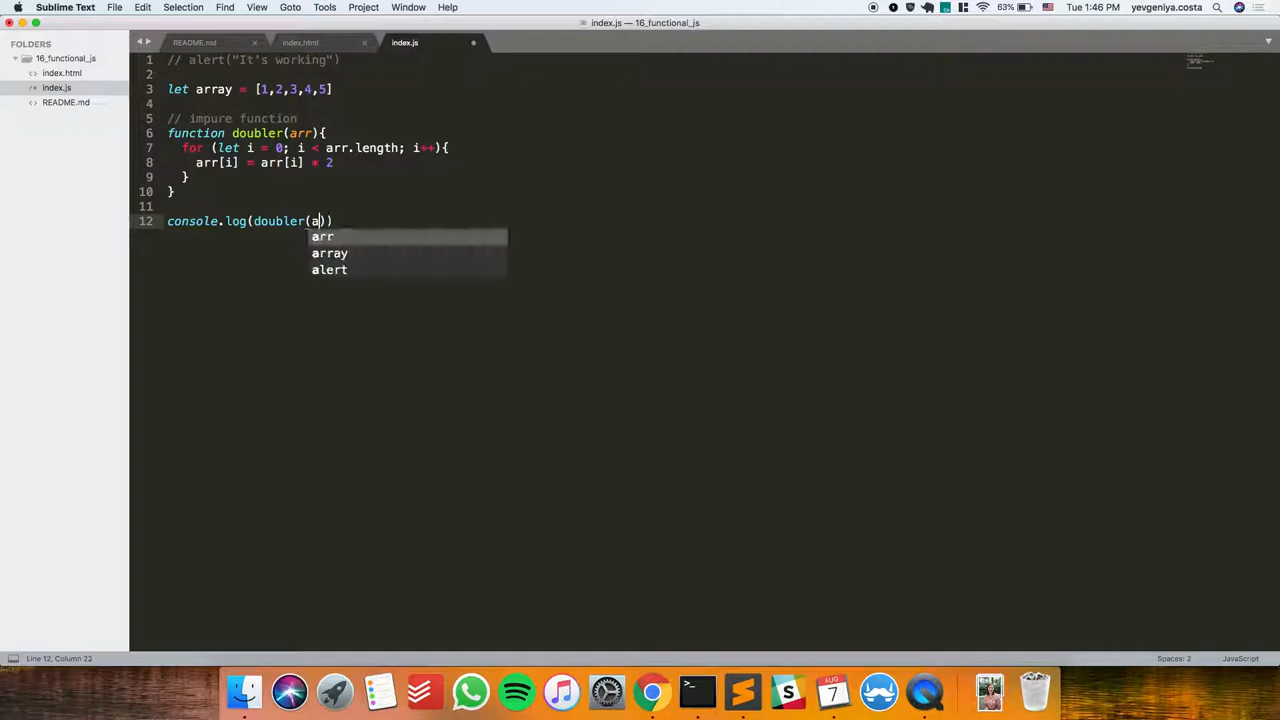 Sublime Text File Edit Selection Find View Goto Tools Project Window Help 63% Tue 1:46 PM yevgeniya.costa
index.js — 16_functional_js
FOLDERS
16_functional_js
index.html
index.js
README.md
README.md index.html index.js
1 // alert("It's working")
2
3 let array = [1,2,3,4,5]
4
5 // impure function
6 function doubler(arr){
7 for (let i = 0; i < arr.length; i++){
8 arr[i] = arr[i] * 2
9 }
10 }
11
12 console.log(doubler(a))
arr
array
alert
Line 12, Column 22 Spaces: 2 JavaScript
AUG
7